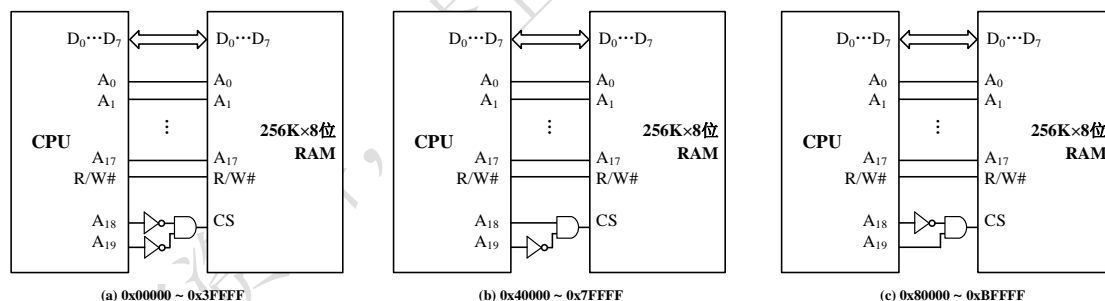 D₀…D₇
A₀
A₁
⋮
CPU
A₁₇
R/W#
A₁₈
A₁₉
D₀…D₇
A₀
A₁
256K×8位
RAM
A₁₇
R/W#
CS
(a) 0x00000 ~ 0x3FFFF
D₀…D₇
A₀
A₁
⋮
CPU
A₁₇
R/W#
A₁₈
A₁₉
D₀…D₇
A₀
A₁
256K×8位
RAM
A₁₇
R/W#
CS
(b) 0x40000 ~ 0x7FFFF
D₀…D₇
A₀
A₁
⋮
CPU
A₁₇
R/W#
A₁₈
A₁₉
D₀…D₇
A₀
A₁
256K×8位
RAM
A₁₇
R/W#
CS
(c) 0x80000 ~ 0xBFFFF